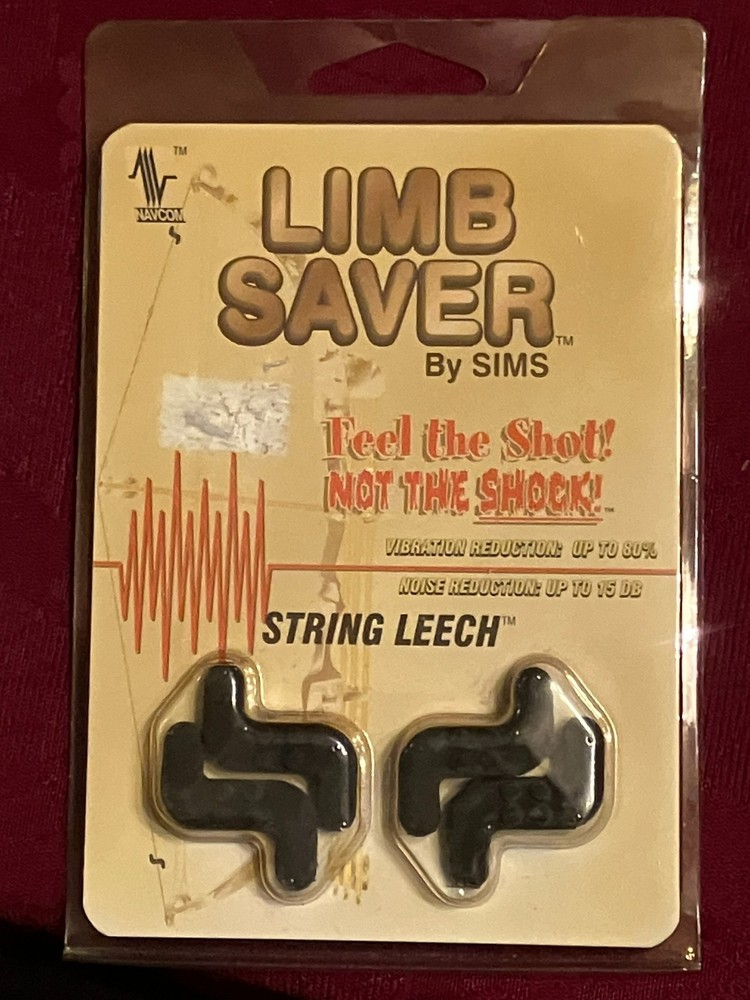 TM
NAVCOM
LIMB
SAVER™
By SIMS
Feel the Shot!
NOT THE SHOCK!™
VIBRATION REDUCTION: UP TO 80%
NOISE REDUCTION: UP TO 15 DB
STRING LEECH™